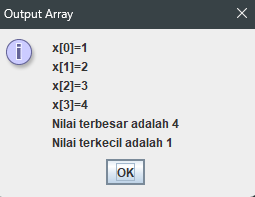 Output Array
x[0]=1
x[1]=2
x[2]=3
x[3]=4
Nilai terbesar adalah 4
Nilai terkecil adalah 1
OK